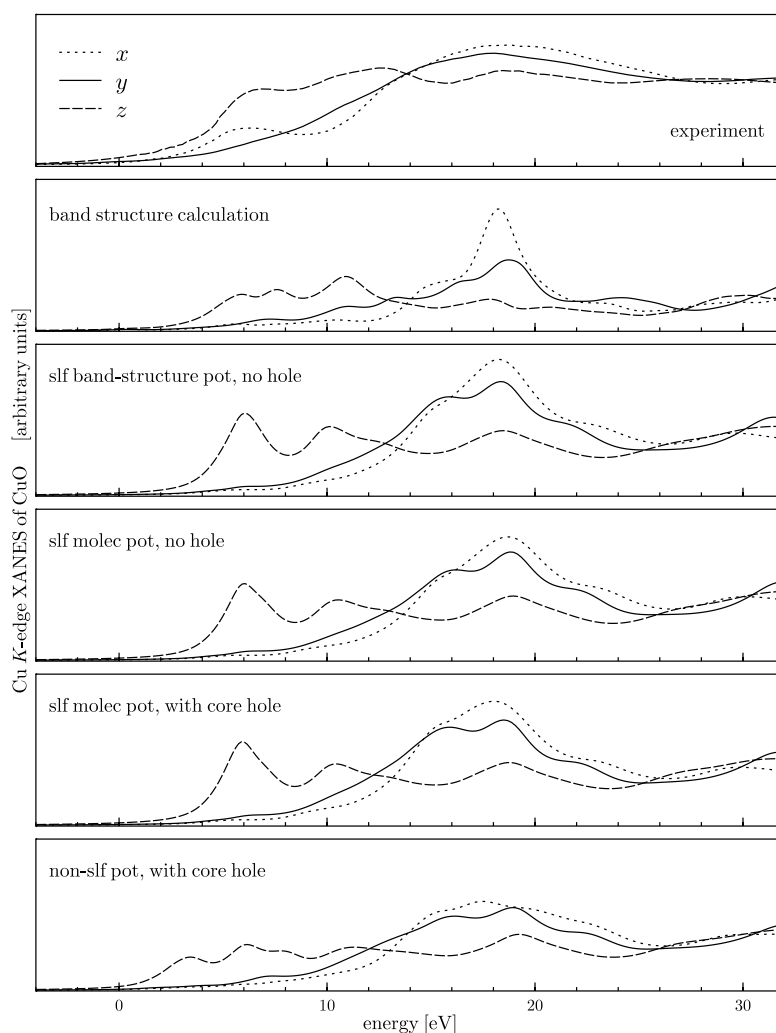 x
y
z
experiment
band structure calculation
slf band-structure pot, no hole
slf molec pot, no hole
slf molec pot, with core hole
non-slf pot, with core hole
Cu K-edge XANES of CuO [arbitrary units]
0 10 20 30
energy [eV]